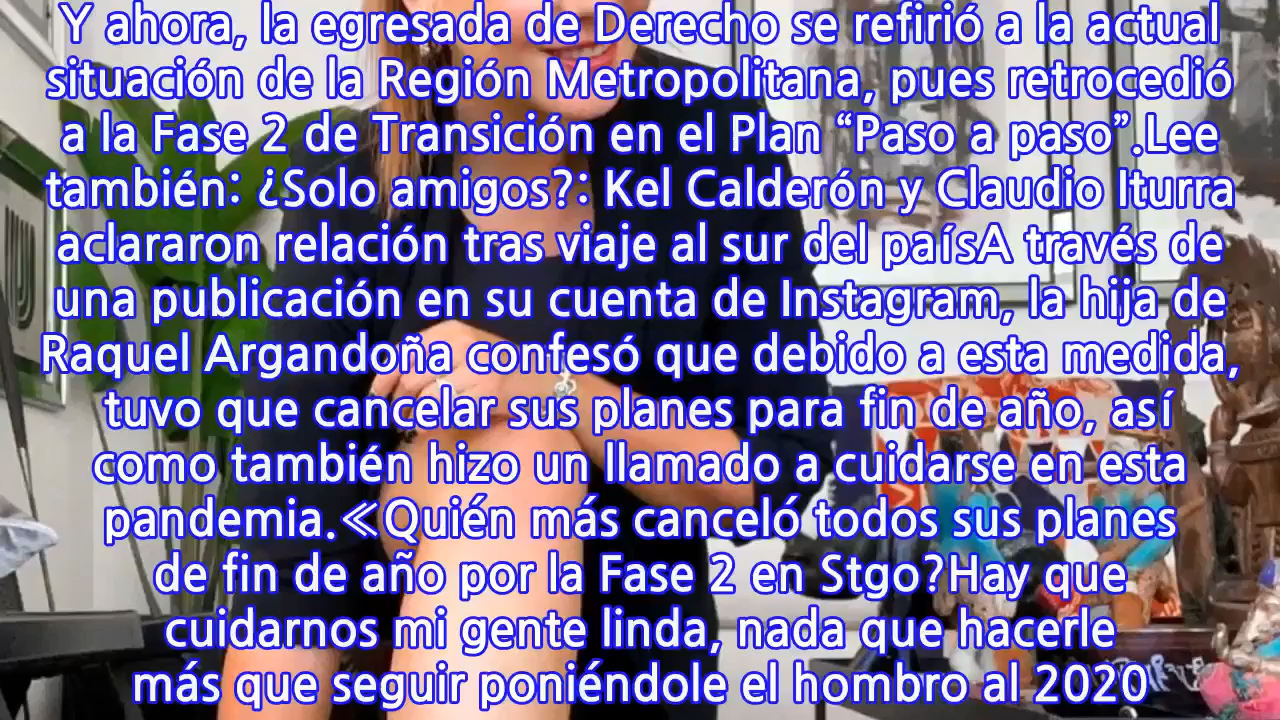 Y ahora, la egresada de Derecho se refirió a la actual
situación de la Región Metropolitana, pues retrocedió
a la Fase 2 de Transición en el Plan “Paso a paso”.Lee
también: ¿Solo amigos?: Kel Calderón y Claudio Iturra
aclararon relación tras viaje al sur del paísA través de
una publicación en su cuenta de Instagram, la hija de
Raquel Argandoña confesó que debido a esta medida,
tuvo que cancelar sus planes para fin de año, así
como también hizo un llamado a cuidarse en esta
pandemia.≪Quién más canceló todos sus planes
de fin de año por la Fase 2 en Stgo?Hay que
cuidarnos mi gente linda, nada que hacerle
más que seguir poniéndole el hombro al 2020